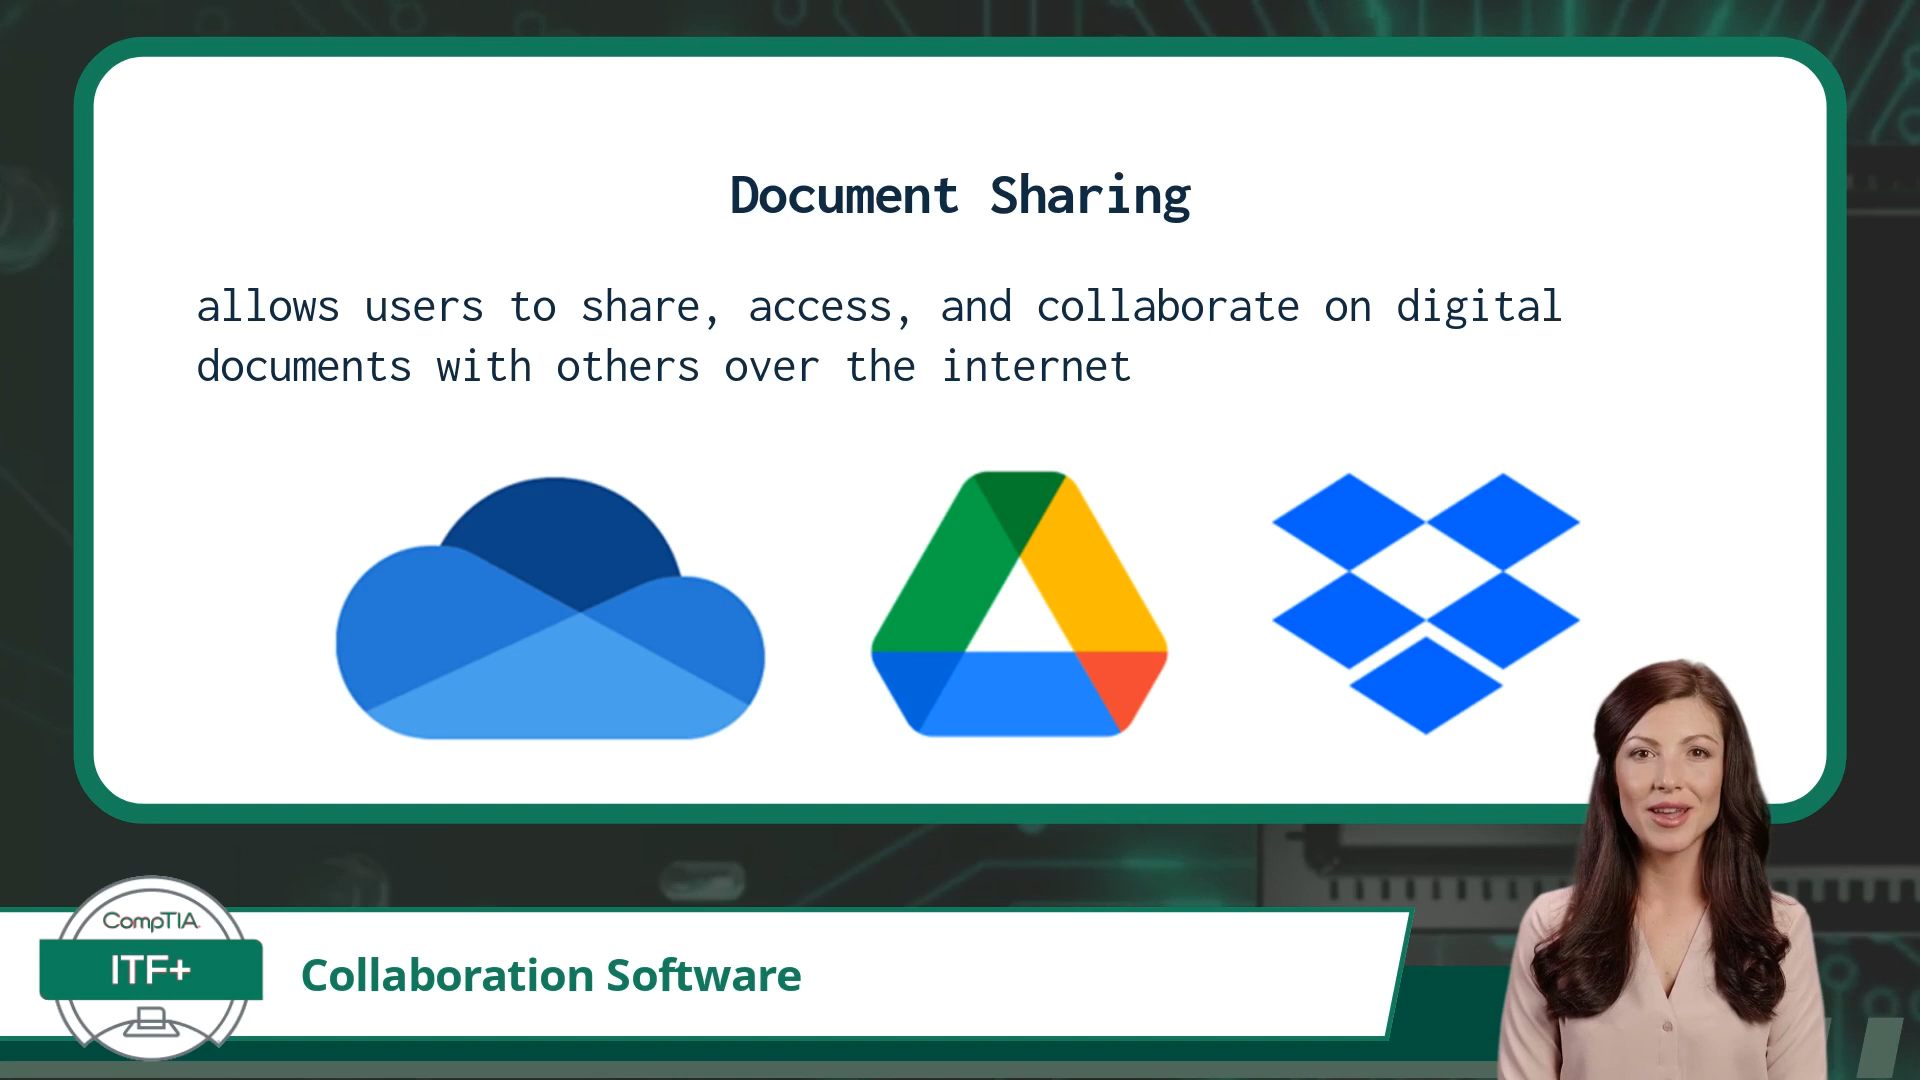 Document Sharing
allows users to share, access, and collaborate on digital
documents with others over the internet
CompTIA.
ITF+
Collaboration Software